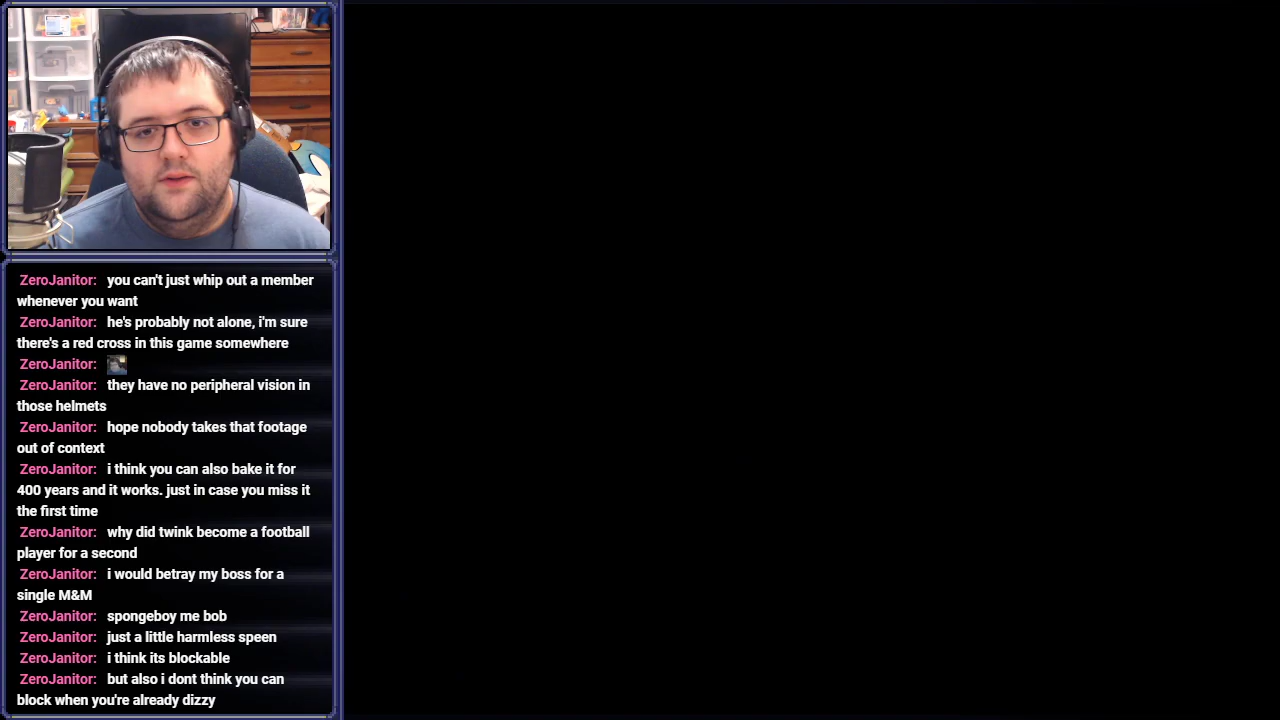 ZeroJanitor: you can't just whip out a member
whenever you want
ZeroJanitor: he's probably not alone, i'm sure
there's a red cross in this game somewhere
ZeroJanitor:
ZeroJanitor: they have no peripheral vision in
those helmets
ZeroJanitor: hope nobody takes that footage
out of context
ZeroJanitor: i think you can also bake it for
400 years and it works. just in case you miss it
the first time
ZeroJanitor: why did twink become a football
player for a second
ZeroJanitor: i would betray my boss for a
single M&M
ZeroJanitor: spongeboy me bob
ZeroJanitor: just a little harmless speen
ZeroJanitor: i think its blockable
ZeroJanitor: but also i dont think you can
block when you're already dizzy